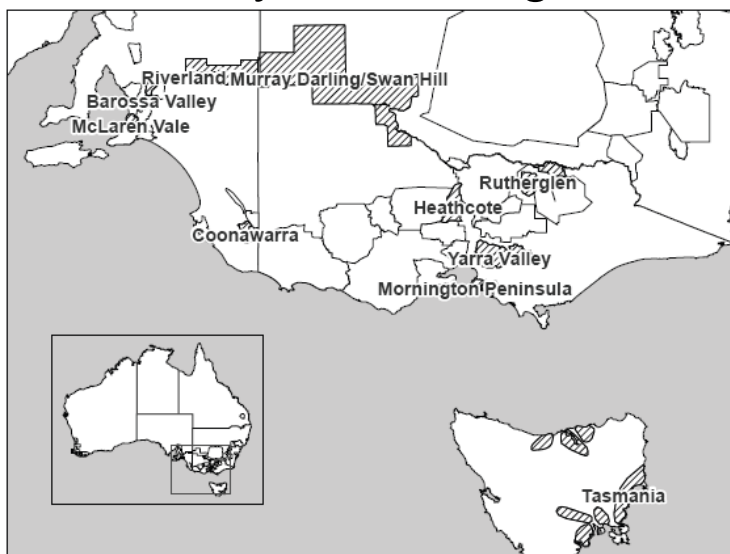 Riverland Murray Darling/Swan Hill
Barossa Valley
McLaren Vale
Rutherglen
Heathcote
Coonawarra
Yarra Valley
Mornington Peninsula
Tasmania